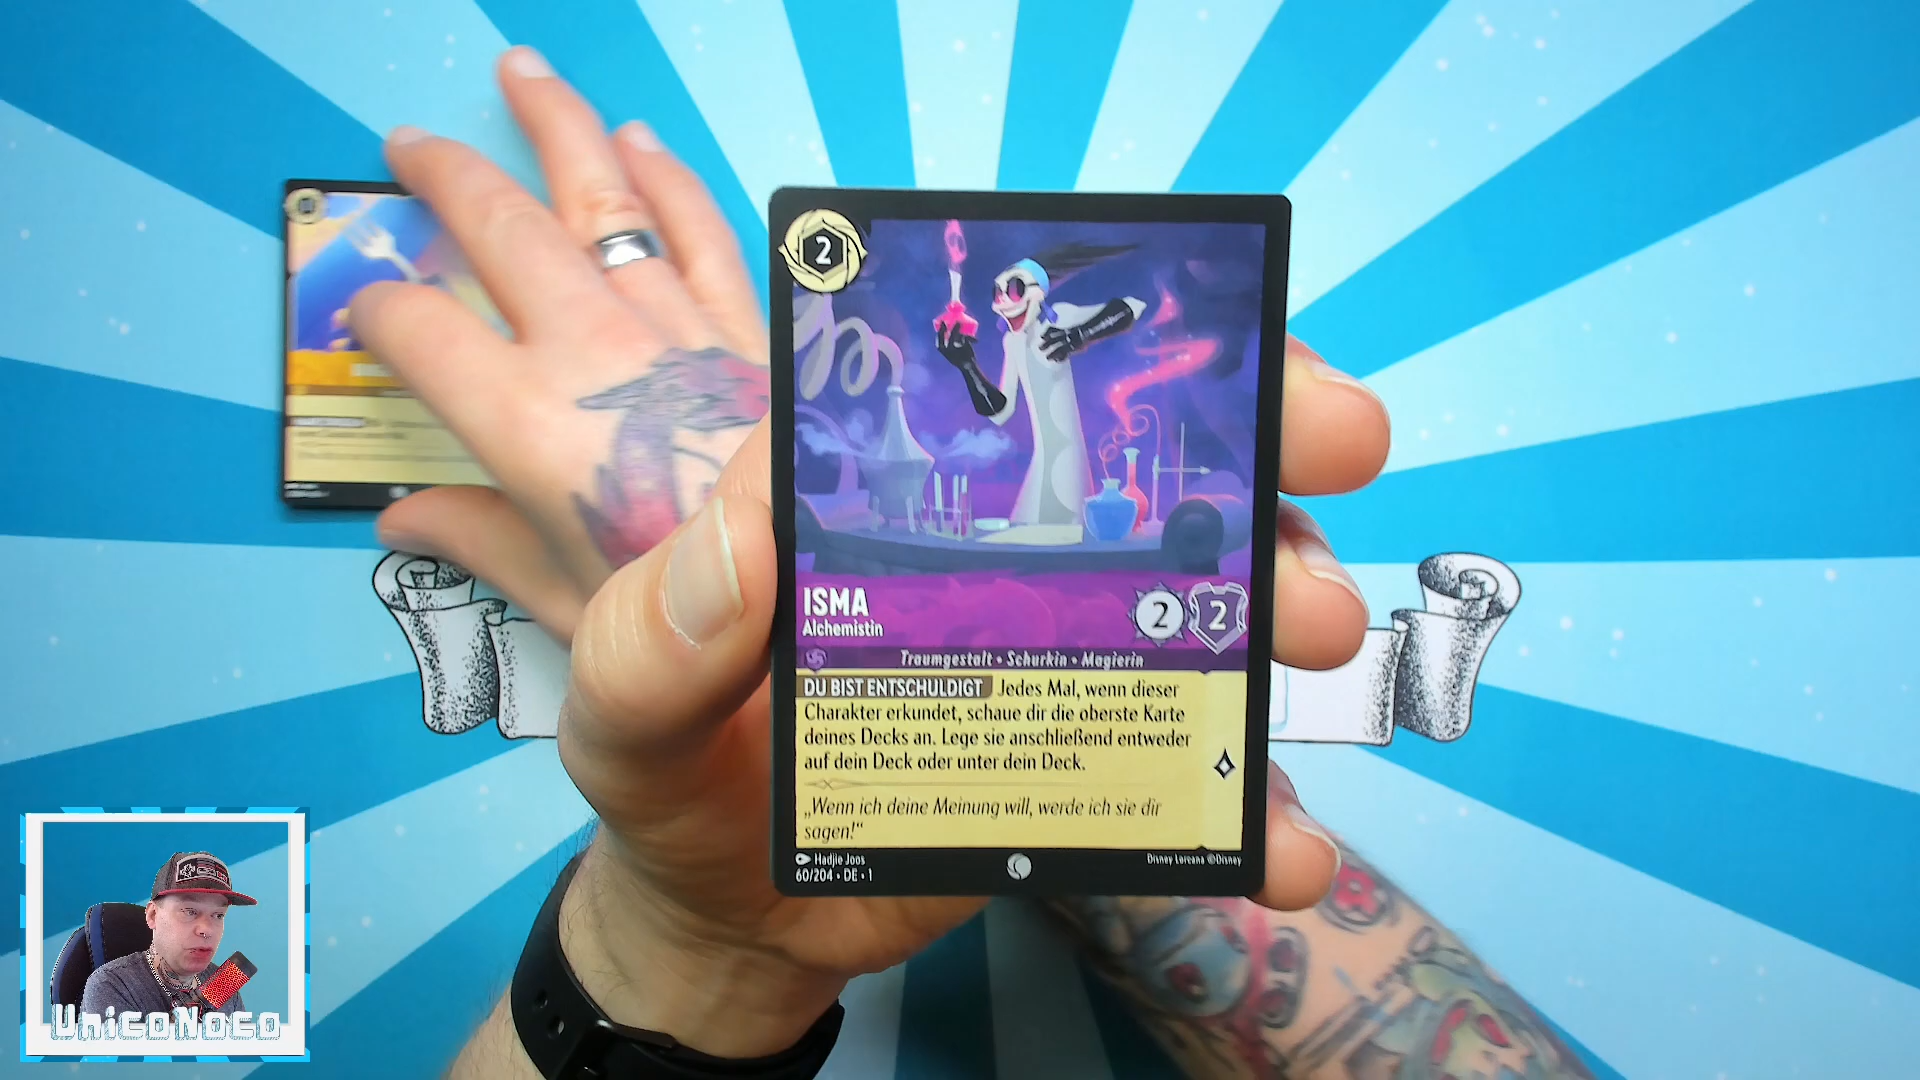 2
ISMA
Alchemistin
2
2
Traumgestalt • Schurkin • Magierin
DU BIST ENTSCHULDIGT Jedes Mal, wenn dieser
Charakter erkundet, schaue dir die oberste Karte
deines Decks an. Lege sie anschließend entweder
auf dein Deck oder unter dein Deck.
„Wenn ich deine Meinung will, werde ich sie dir
sagen!“
Hadjie Joos
Disney Lorcana ©Disney
60/204 • DE • 1
UnicoNoco